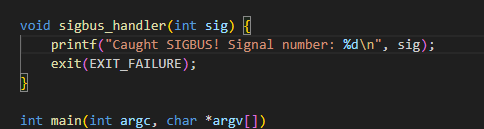 void sigbus_handler(int sig) {
    printf("Caught SIGBUS! Signal number: %d\n", sig);
    exit(EXIT_FAILURE);
}
int main(int argc, char *argv[])